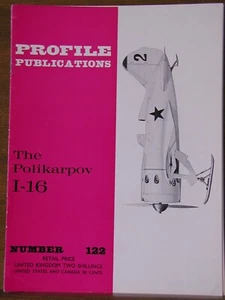 PROFILE
PUBLICATIONS
2
The
Polikarpov
I-16
NUMBER 122
RETAIL PRICE
UNITED KINGDOM TWO SHILLINGS
UNITED STATES AND CANADA 50 CENTS